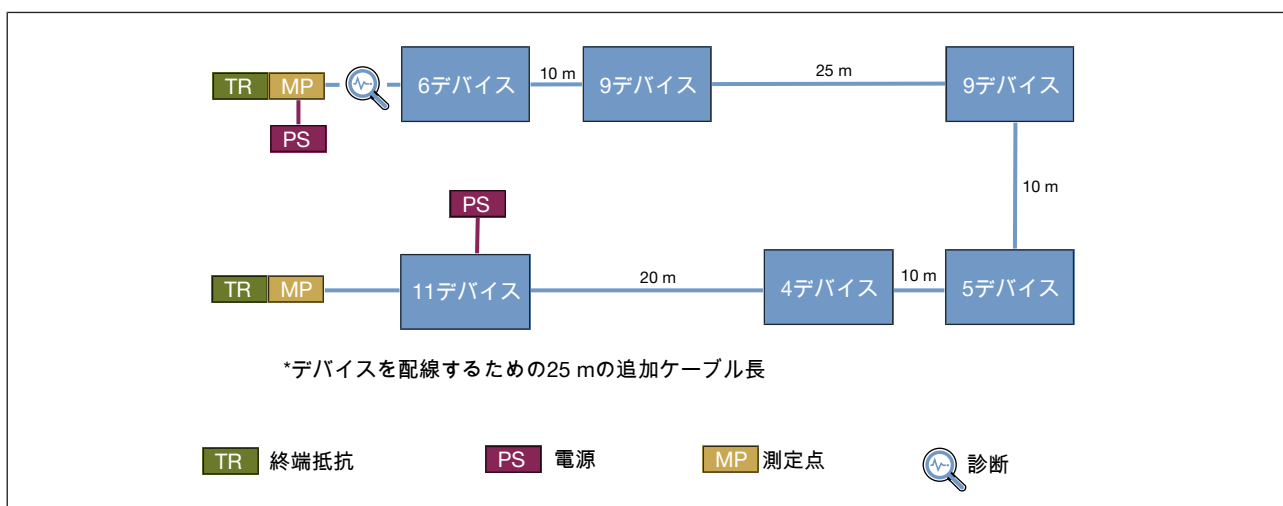 TR MP 6デバイス 10 m 9デバイス 25 m 9デバイス
PS
10 m
PS
TR MP 11デバイス 20 m 4デバイス 10 m 5デバイス
*デバイスを配線するための25 mの追加ケーブル長
TR 終端抵抗 PS 電源 MP 測定点 診断